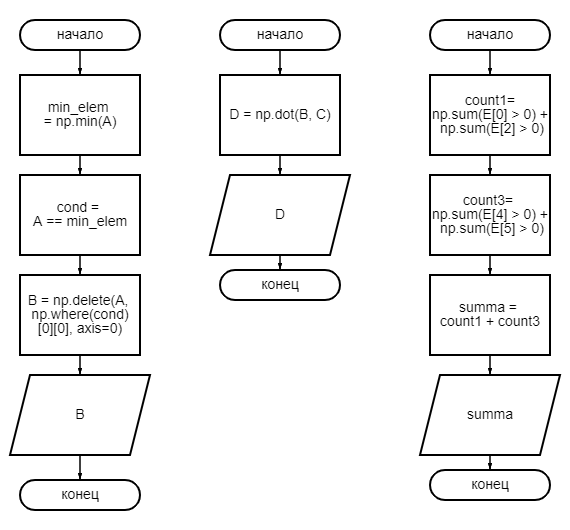 начало
min_elem
= np.min(A)
cond =
A == min_elem
B = np.delete(A,
np.where(cond)
[0][0], axis=0)
B
конец
начало
D = np.dot(B, C)
D
конец
начало
count1=
np.sum(E[0] > 0) +
np.sum(E[2] > 0)
count3=
np.sum(E[4] > 0) +
np.sum(E[5] > 0)
summa =
count1 + count3
summa
конец